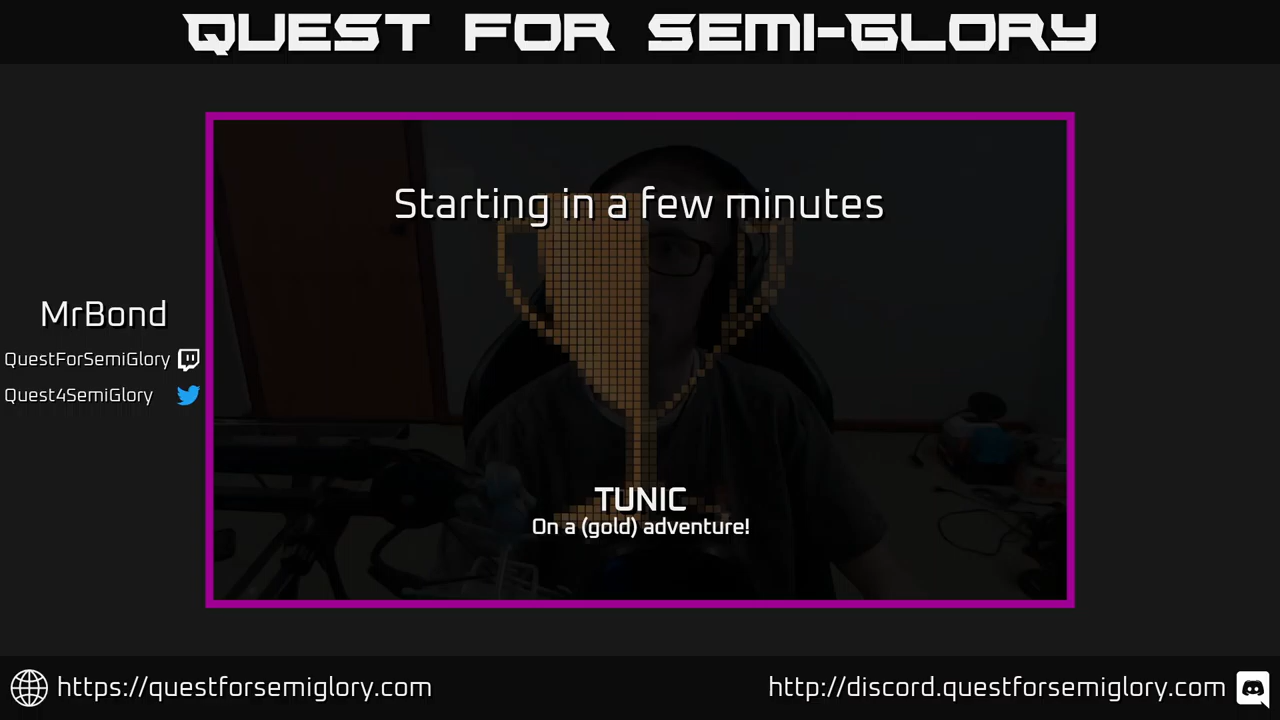 QUEST FOR SEMI-GLORY
Starting in a few minutes
MrBond
QuestForSemiGlory
Quest4SemiGlory
TUNIC
On a (gold) adventure!
https://questforsemiglory.com
http://discord.questforsemiglory.com